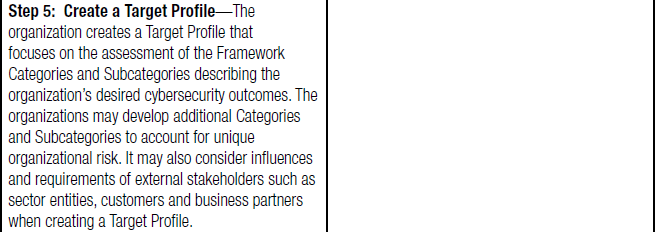 Step 5:  Create a Target Profile—The
organization creates a Target Profile that
focuses on the assessment of the Framework
Categories and Subcategories describing the
organization's desired cybersecurity outcomes. The
organizations may develop additional Categories
and Subcategories to account for unique
organizational risk. It may also consider influences
and requirements of external stakeholders such as
sector entities, customers and business partners
when creating a Target Profile.